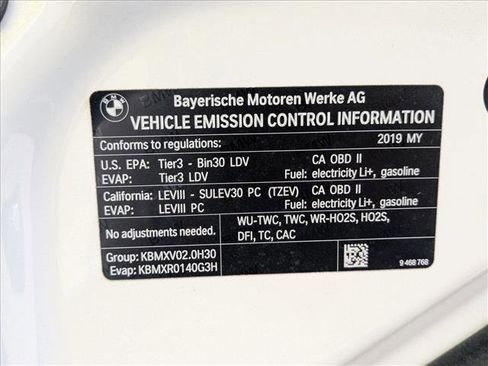 BMW
Bayerische Motoren Werke AG
VEHICLE EMISSION CONTROL INFORMATION
Conforms to regulations: 2019 MY
U.S. EPA: Tier3 - Bin30 LDV CA OBD II
EVAP: Tier3 LDV Fuel: electricity Li+, gasoline
California: LEVIII - SULEV30 PC (TZEV) CA OBD II
EVAP: LEVIII PC Fuel: electricity Li+, gasoline
No adjustments needed. WU-TWC, TWC, WR-HO2S, HO2S,
DFI, TC, CAC
Group: KBMXV02.0H30
Evap: KBMXR0140G3H 9 468 768